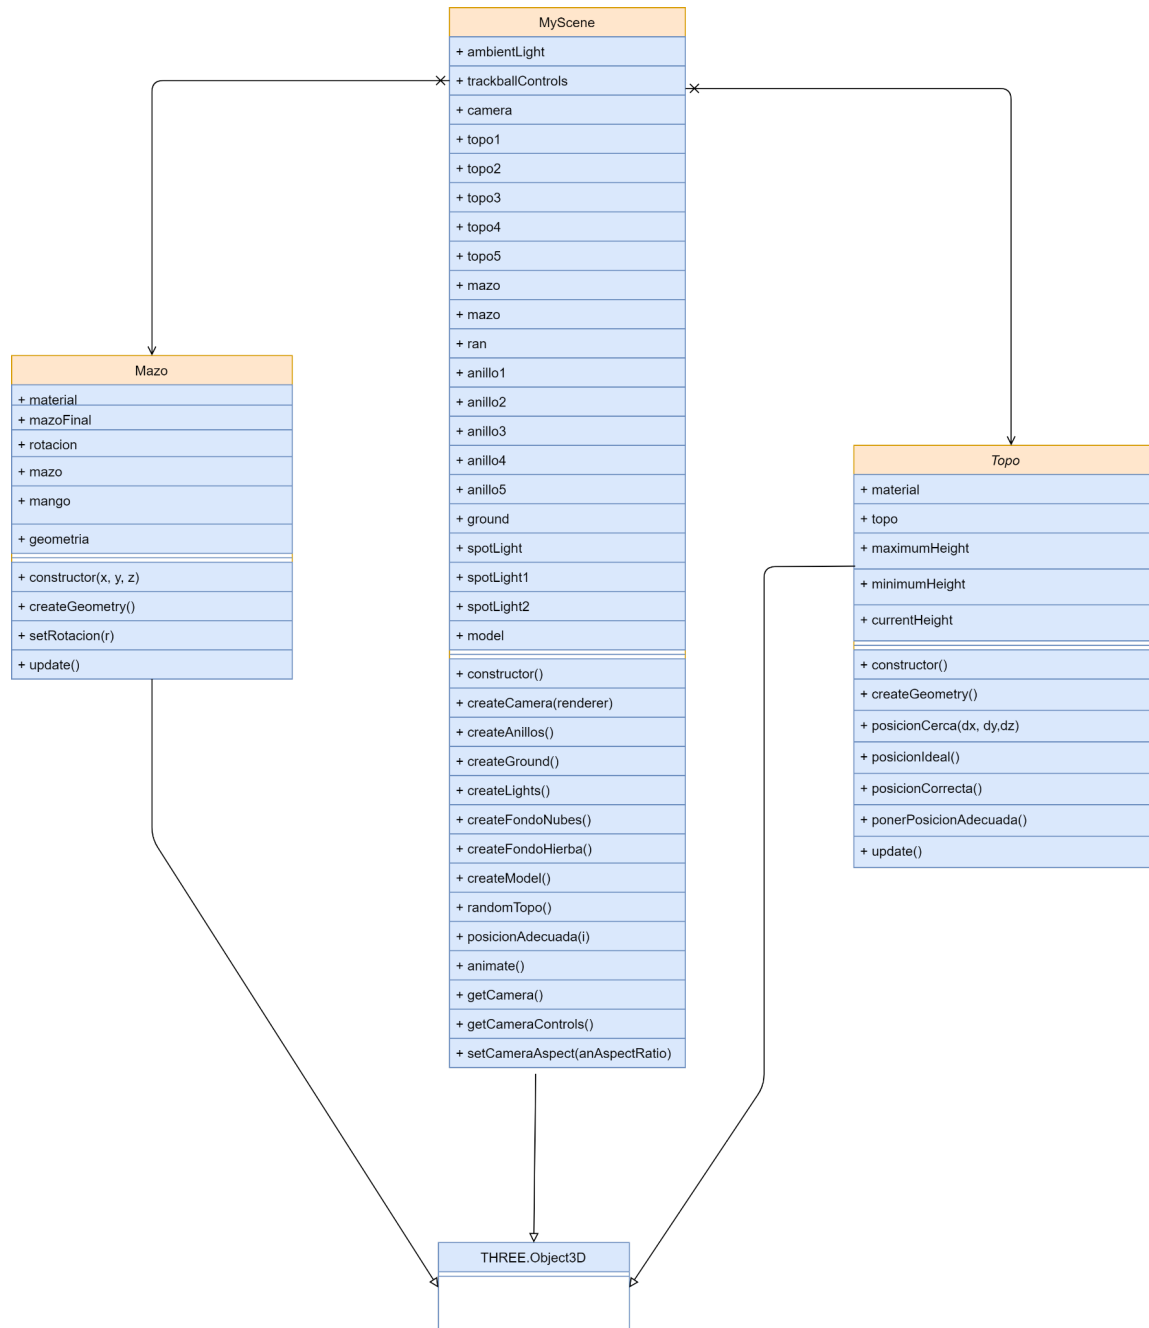 MyScene
+ ambientLight
+ trackballControls
+ camera
+ topo1
+ topo2
+ topo3
+ topo4
+ topo5
+ mazo
+ mazo
+ ran
+ anillo1
+ anillo2
+ anillo3
+ anillo4
+ anillo5
+ ground
+ spotLight
+ spotLight1
+ spotLight2
+ model
+ constructor()
+ createCamera(renderer)
+ createAnillos()
+ createGround()
+ createLights()
+ createFondoNubes()
+ createFondoHierba()
+ createModel()
+ randomTopo()
+ posicionAdecuada(i)
+ animate()
+ getCamera()
+ getCameraControls()
+ setCameraAspect(anAspectRatio)
Mazo
+ material
+ mazoFinal
+ rotacion
+ mazo
+ mango
+ geometria
+ constructor(x, y, z)
+ createGeometry()
+ setRotacion(r)
+ update()
Topo
+ material
+ topo
+ maximumHeight
+ minimumHeight
+ currentHeight
+ constructor()
+ createGeometry()
+ posicionCerca(dx, dy,dz)
+ posicionIdeal()
+ posicionCorrecta()
+ ponerPosicionAdecuada()
+ update()
THREE.Object3D